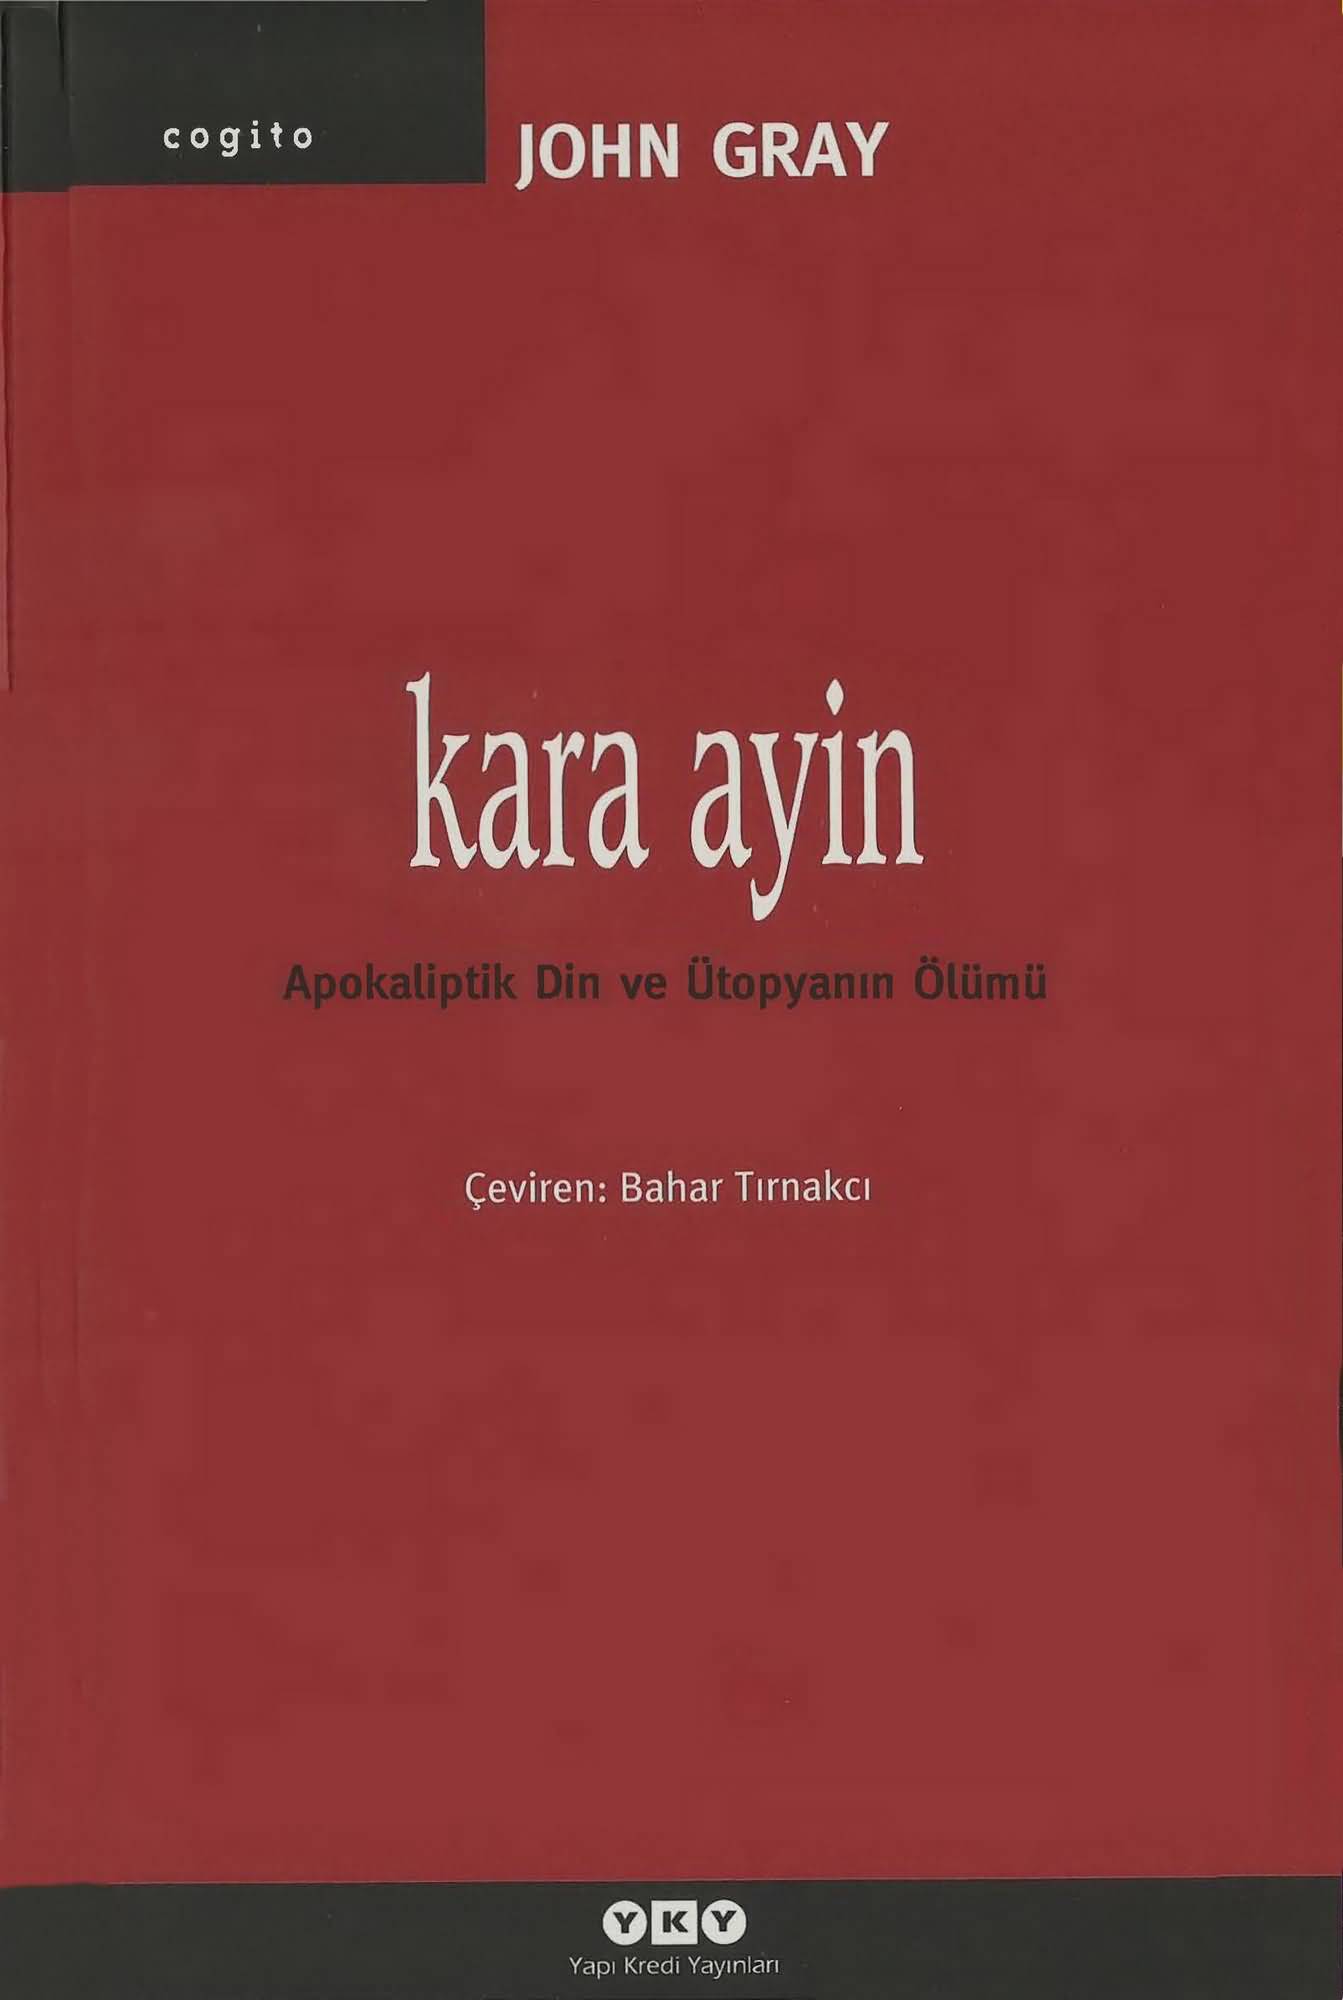 cogito
JOHN GRAY
kara ayin
Apokaliptik Din ve Ütopyanın Ölümü
Çeviren: Bahar Tırnakcı
YKY
Yapı Kredi Yayınları